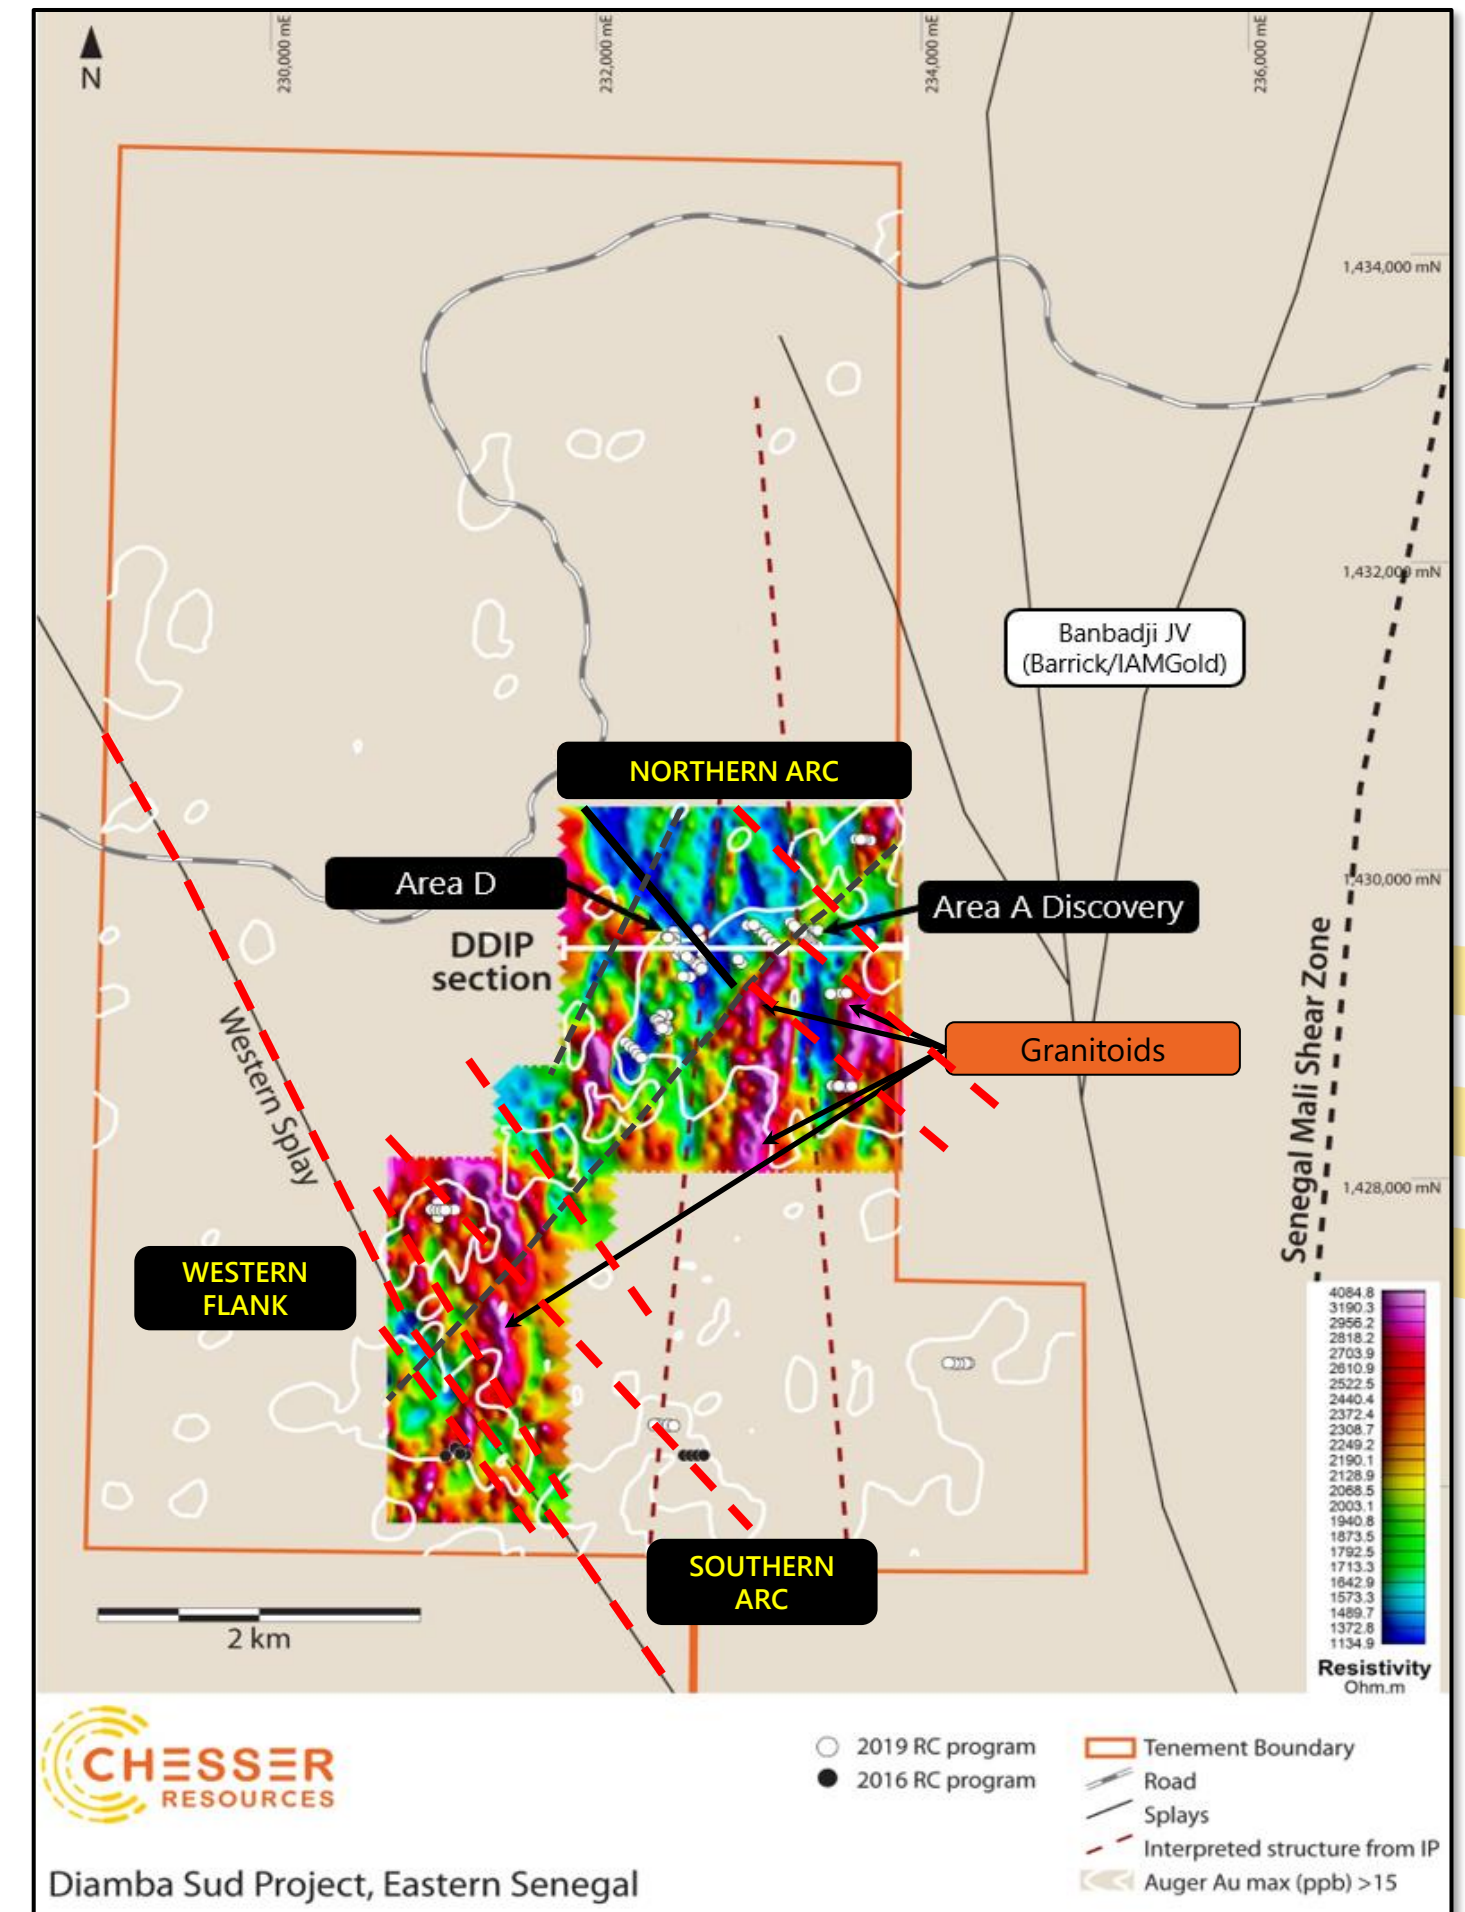 N
230,000 mE
232,000 mE
234,000 mE
236,000 mE
1,434,000 mN
1,432,000 mN
Banbadji JV
(Barrick/IAMGold)
NORTHERN ARC
Area D
Area A Discovery
1,430,000 mN
DDIP
section
Granitoids
Western Splay
Senegal Mali Shear Zone
1,428,000 mN
WESTERN
FLANK
SOUTHERN
ARC
4084.8
3190.3
2956.2
2818.2
2703.9
2610.9
2522.5
2440.4
2372.4
2308.7
2249.2
2190.1
2128.9
2068.5
2003.1
1940.8
1873.5
1792.5
1713.3
1642.9
1573.3
1489.7
1372.8
1134.9
Resistivity
Ohm.m
2 km
CHESSER
RESOURCES
2019 RC program
2016 RC program
Tenement Boundary
Road
Splays
Interpreted structure from IP
Auger Au max (ppb) >15
Diamba Sud Project, Eastern Senegal